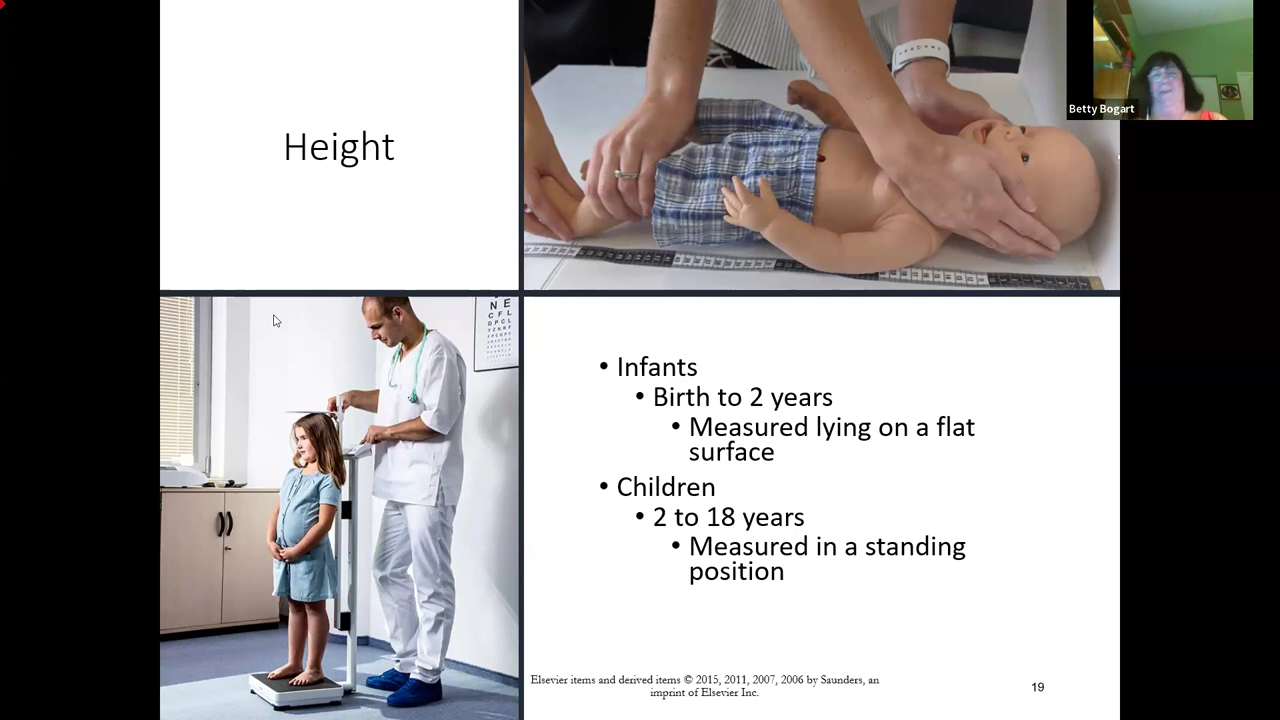 Height
Betty Bogart
N E
C F L
O P C L
• Infants
• Birth to 2 years
• Measured lying on a flat
surface
• Children
• 2 to 18 years
• Measured in a standing
position
Elsevier items and derived items © 2015, 2011, 2007, 2006 by Saunders, an
imprint of Elsevier Inc.
19